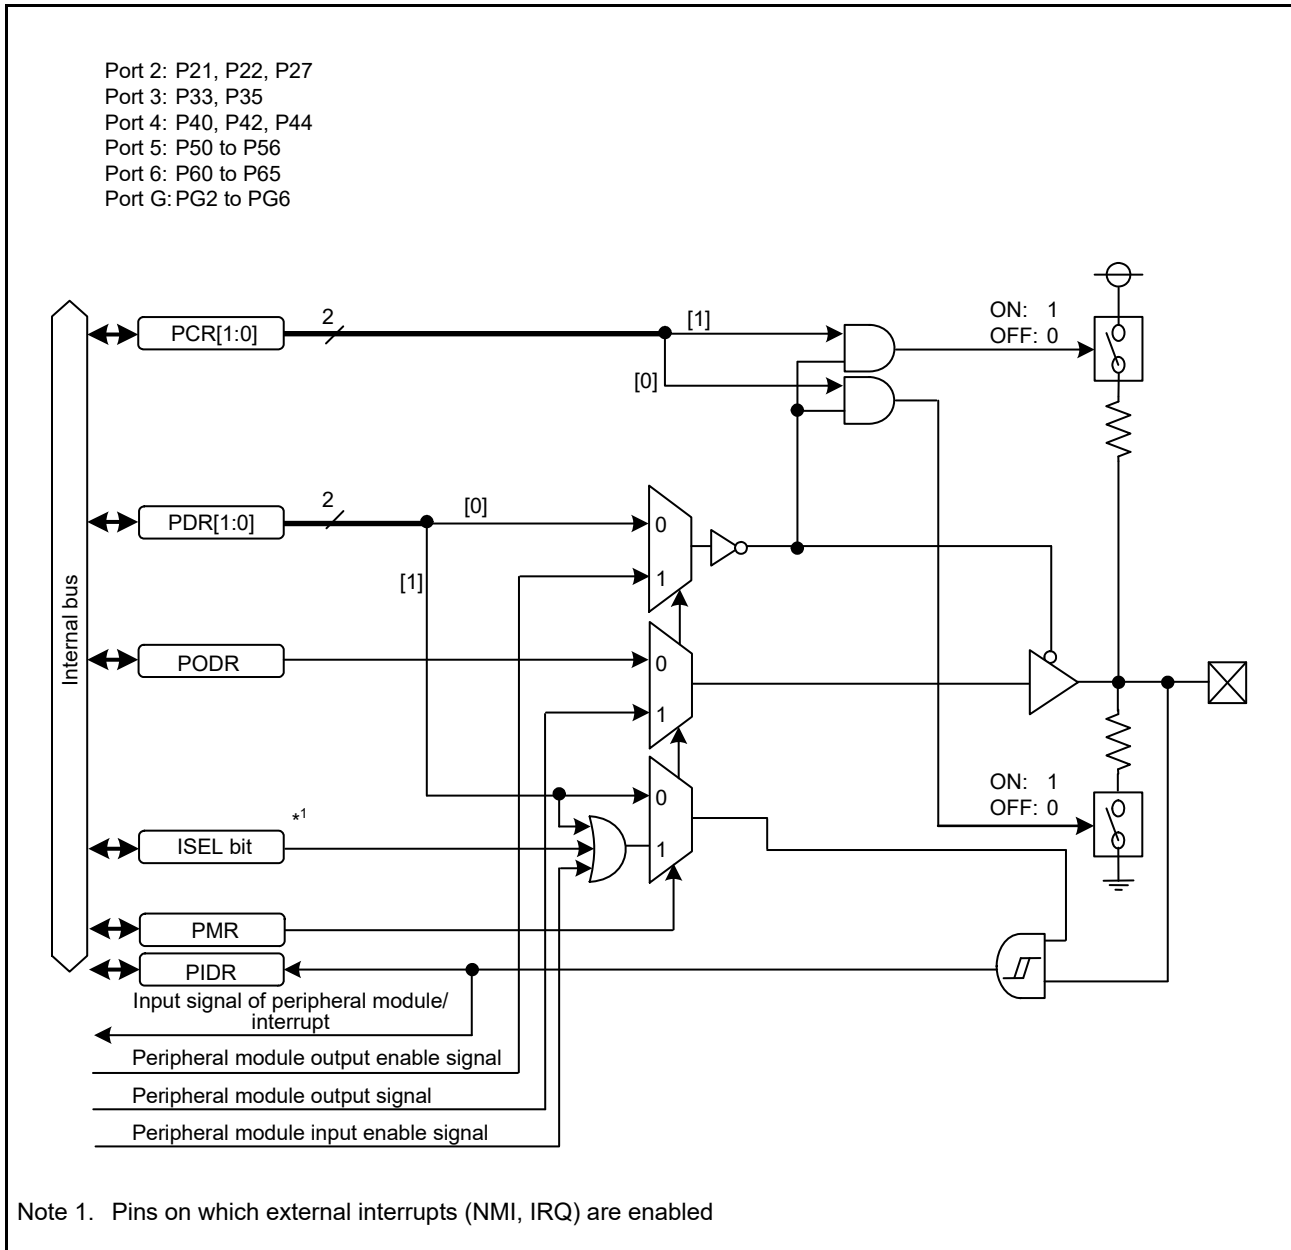 Port 2: P21, P22, P27
Port 3: P33, P35
Port 4: P40, P42, P44
Port 5: P50 to P56
Port 6: P60 to P65
Port G: PG2 to PG6
Internal bus
PCR[1:0]
2
[1]
[0]
ON: 1
OFF: 0
PDR[1:0]
2
[0]
[1]
0
1
PODR
0
1
ISEL bit
*1
0
1
ON: 1
OFF: 0
PMR
PIDR
Input signal of peripheral module/
interrupt
Peripheral module output enable signal
Peripheral module output signal
Peripheral module input enable signal
Note 1. Pins on which external interrupts (NMI, IRQ) are enabled